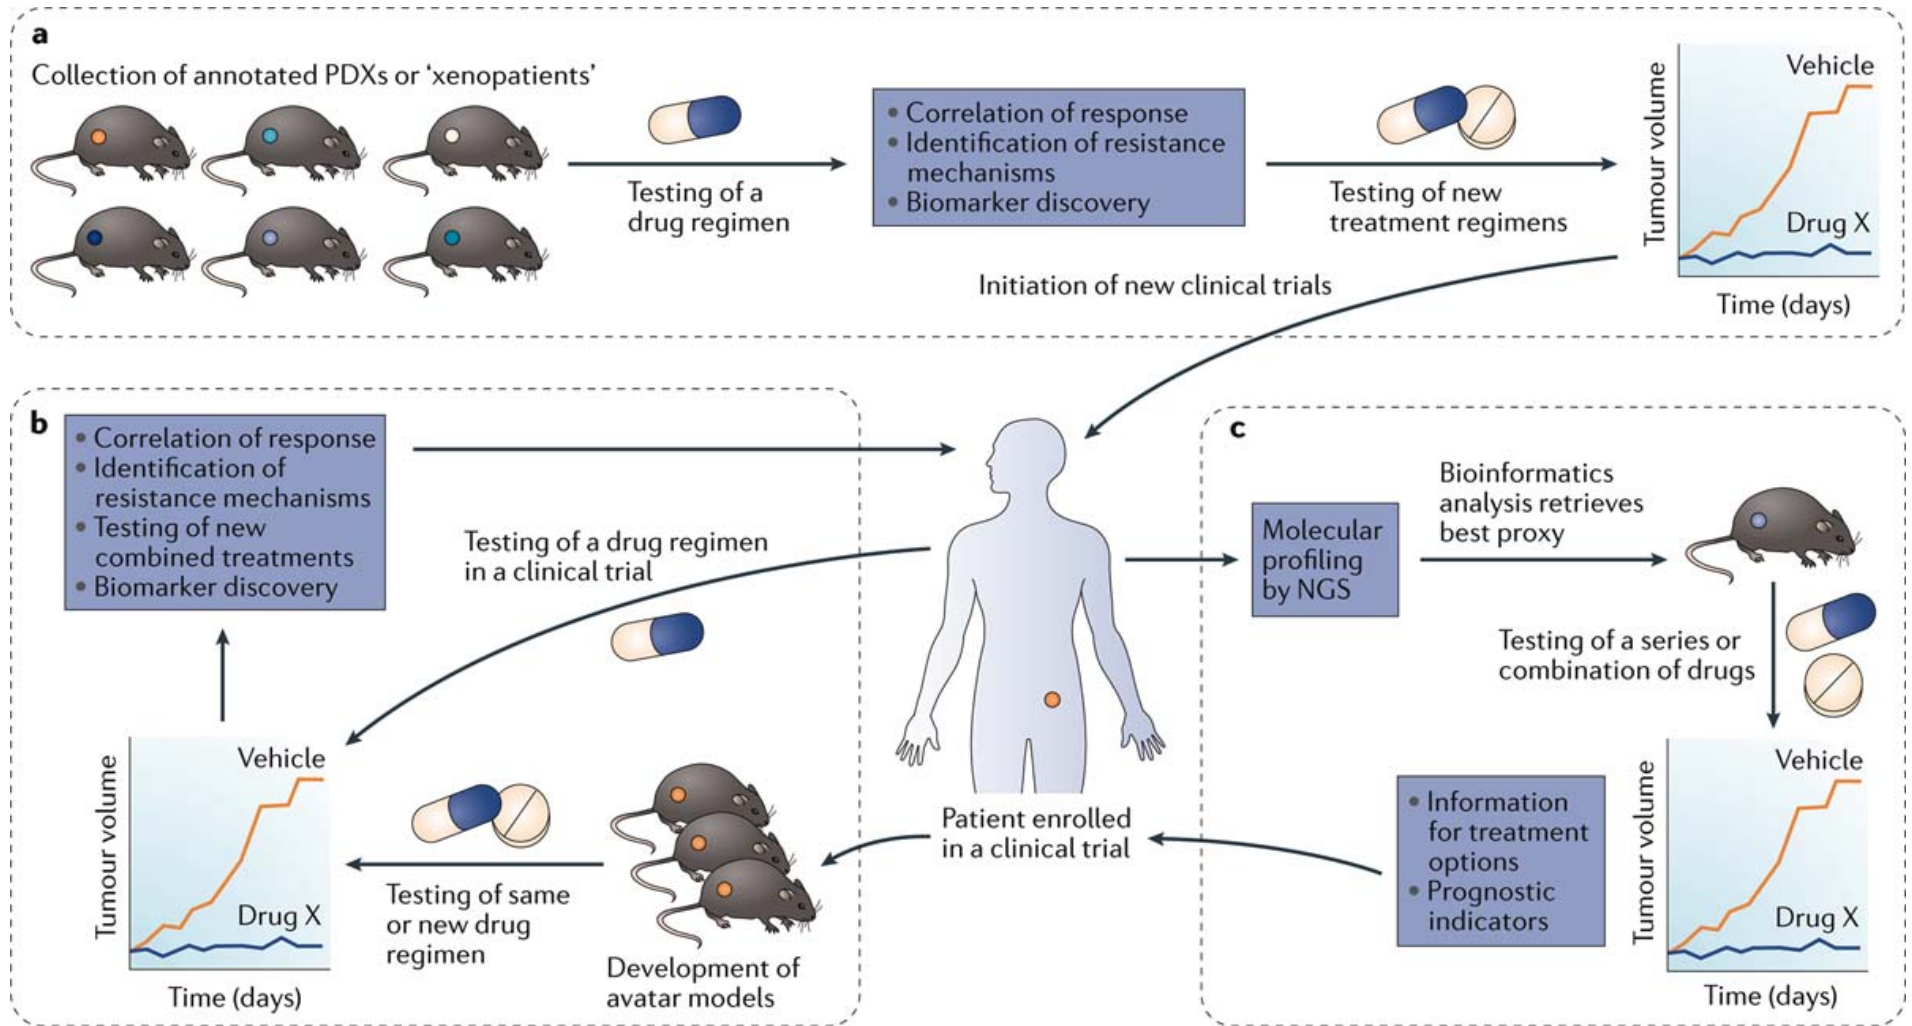 a
Collection of annotated PDXs or ‘xenopatients’
Testing of a
drug regimen
• Correlation of response
• Identification of resistance
mechanisms
• Biomarker discovery
Testing of new
treatment regimens
Tumour volume
Vehicle
Drug X
Time (days)
Initiation of new clinical trials
b
• Correlation of response
• Identification of
resistance mechanisms
• Testing of new
combined treatments
• Biomarker discovery
Testing of a drug regimen
in a clinical trial
Tumour volume
Vehicle
Drug X
Time (days)
Testing of same
or new drug
regimen
Development of
avatar models
Patient enrolled
in a clinical trial
c
Molecular
profiling
by NGS
Bioinformatics
analysis retrieves
best proxy
Testing of a series or
combination of drugs
• Information
for treatment
options
• Prognostic
indicators
Tumour volume
Vehicle
Drug X
Time (days)